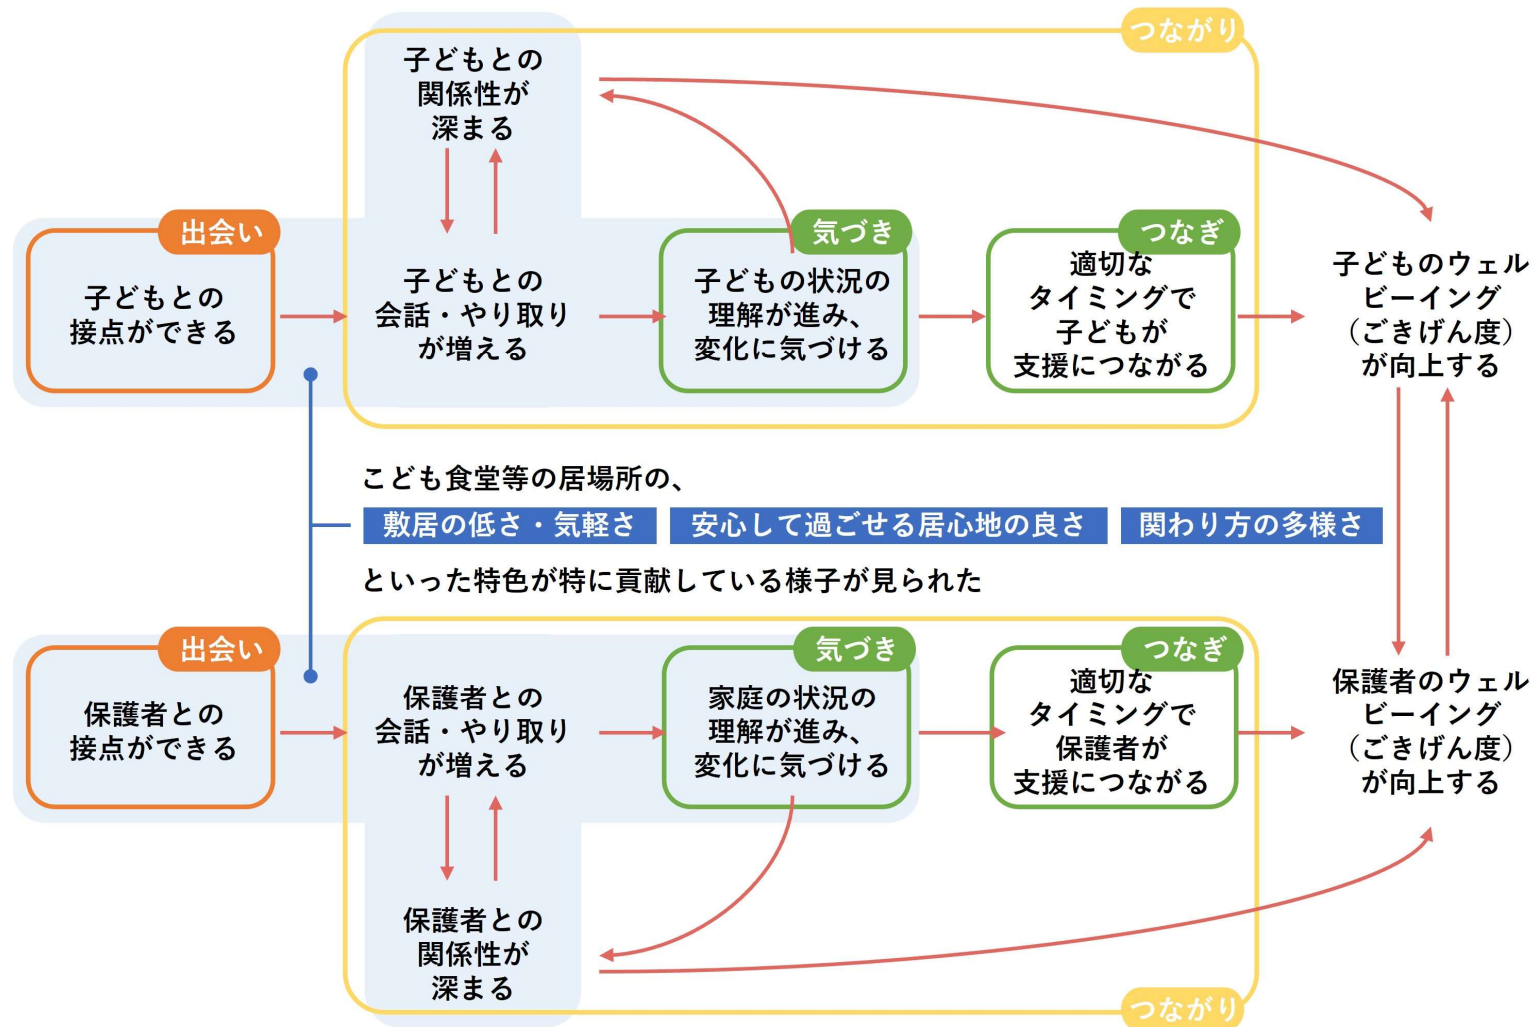 つながり
子どもとの
関係性が
深まる
出会い
子どもとの
接点ができる
子どもとの
会話・やり取り
が増える
気づき
子どもの状況の
理解が進み、
変化に気づける
つなぎ
適切な
タイミングで
子どもが
支援につながる
子どものウェル
ビーイング
（ごきげん度）
が向上する
こども食堂等の居場所の、
敷居の低さ・気軽さ
安心して過ごせる居心地の良さ
関わり方の多様さ
といった特色が特に貢献している様子が見られた
出会い
保護者との
接点ができる
保護者との
会話・やり取り
が増える
気づき
家庭の状況の
理解が進み、
変化に気づける
つなぎ
適切な
タイミングで
保護者が
支援につながる
保護者のウェル
ビーイング
（ごきげん度）
が向上する
保護者との
関係性が
深まる
つながり